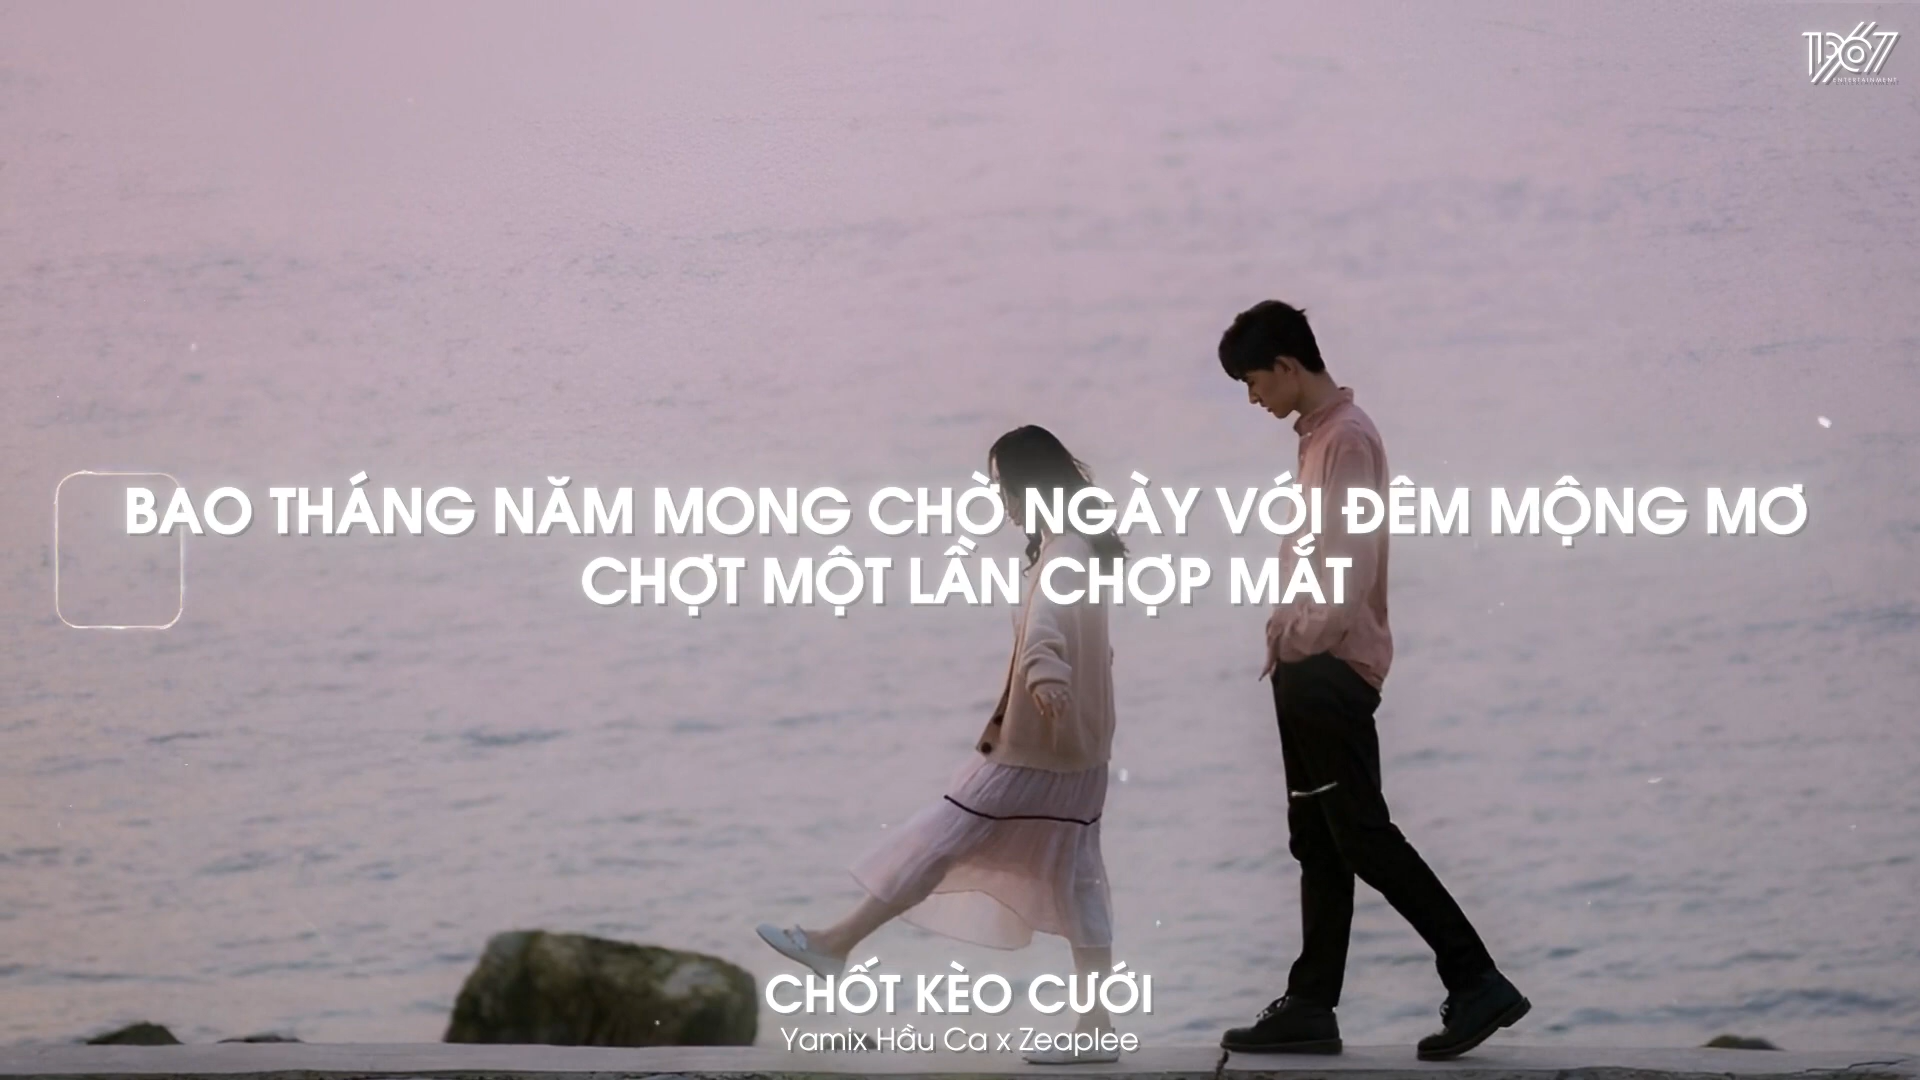 1967
ENTERTAINMENT
BAO THÁNG NĂM MONG CHỜ NGÀY VỚI ĐÊM MỘNG MƠ
CHỢT MỘT LẦN CHỢP MẮT
CHỐT KÈO CƯỚI
Yamix Hầu Ca x Zeaplee